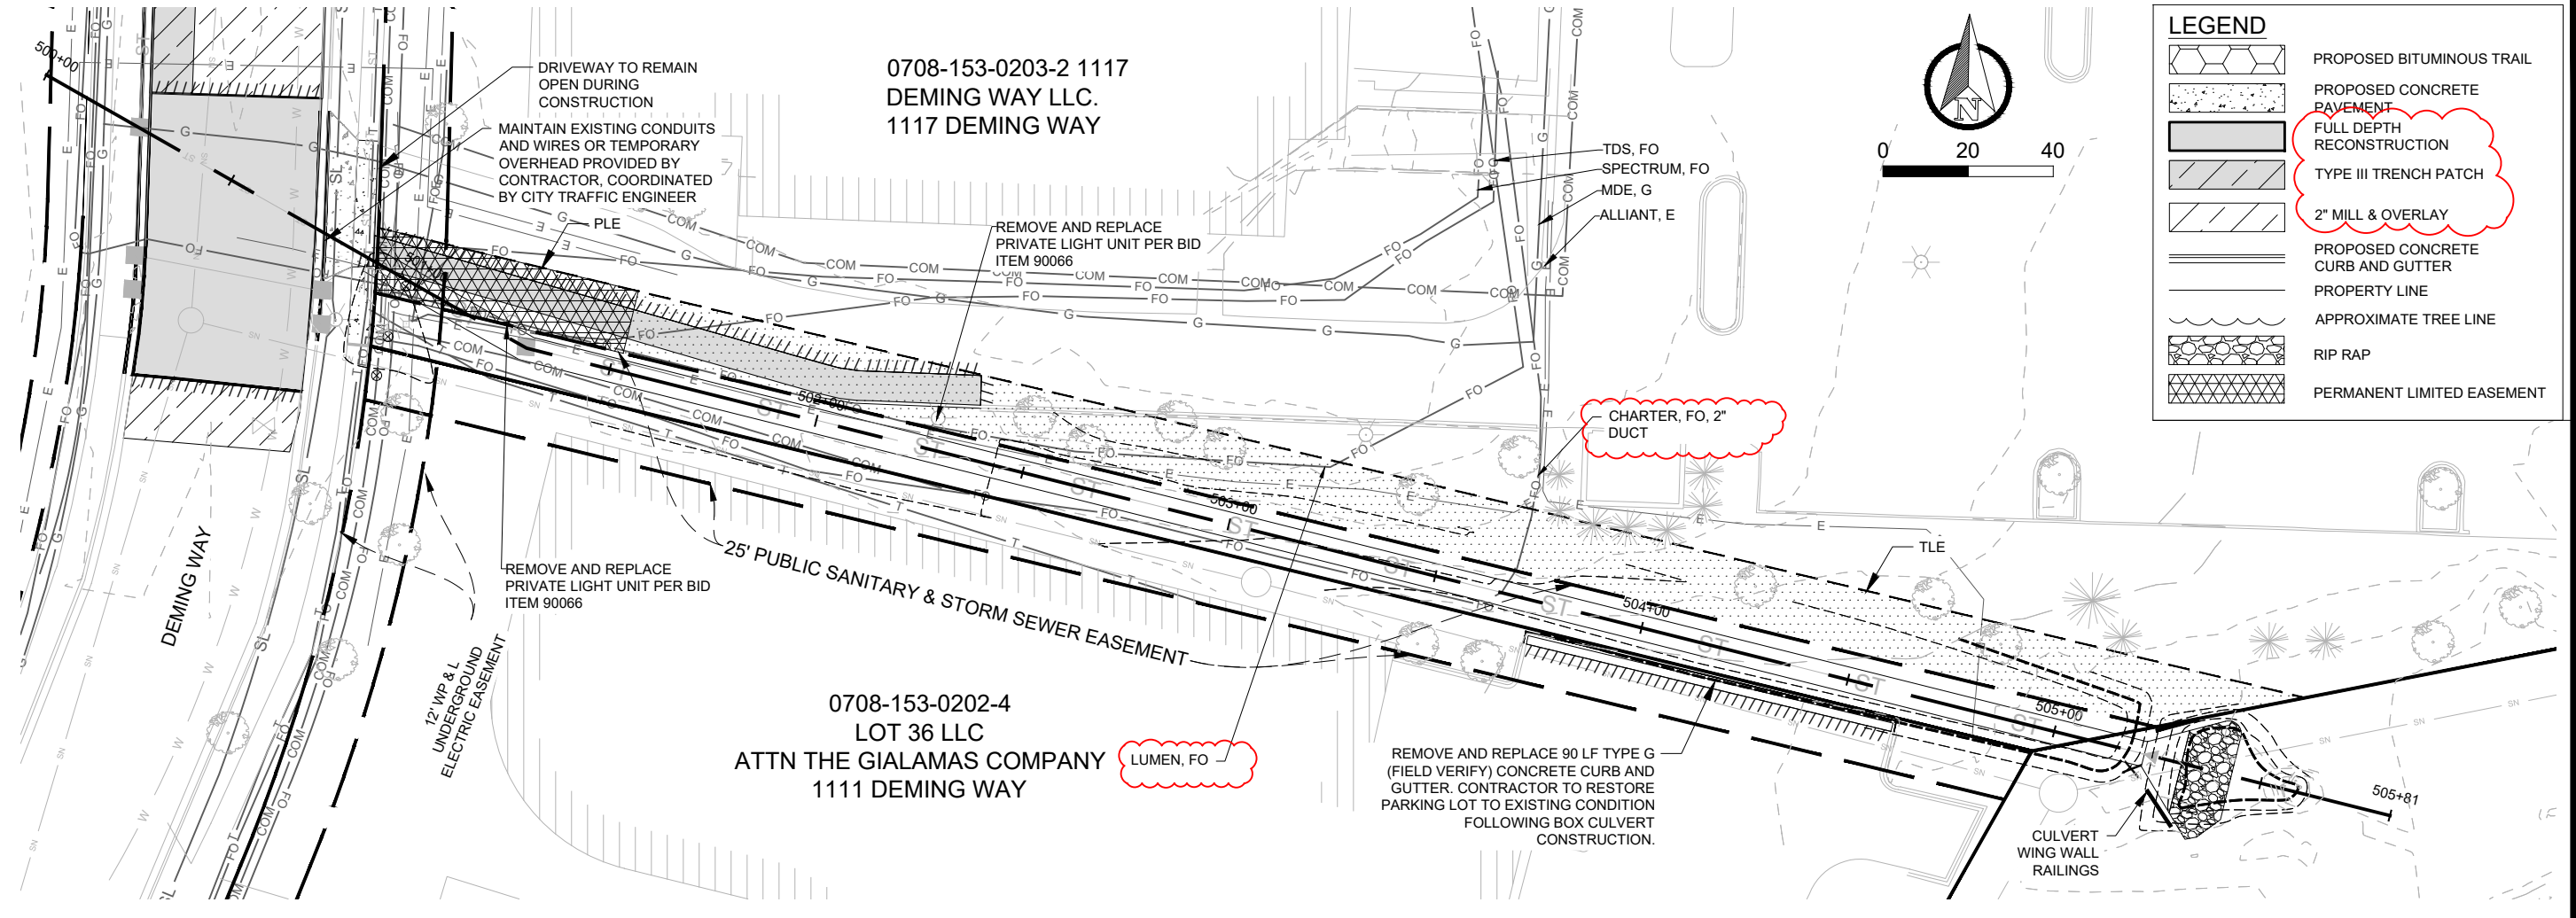 500+00
DRIVEWAY TO REMAIN
OPEN DURING
CONSTRUCTION
MAINTAIN EXISTING CONDUITS
AND WIRES OR TEMPORARY
OVERHEAD PROVIDED BY
CONTRACTOR, COORDINATED
BY CITY TRAFFIC ENGINEER
PLE
0708-153-0203-2 1117
DEMING WAY LLC.
1117 DEMING WAY
REMOVE AND REPLACE
PRIVATE LIGHT UNIT PER BID
ITEM 90066
TDS, FO
SPECTRUM, FO
MDE, G
ALLIANT, E
N
0 20 40
LEGEND
PROPOSED BITUMINOUS TRAIL
PROPOSED CONCRETE
PAVEMENT
FULL DEPTH
RECONSTRUCTION
TYPE III TRENCH PATCH
2" MILL & OVERLAY
PROPOSED CONCRETE
CURB AND GUTTER
PROPERTY LINE
APPROXIMATE TREE LINE
RIP RAP
PERMANENT LIMITED EASEMENT
502+00
503+00
504+00
505+00
505+81
CHARTER, FO, 2"
DUCT
TLE
DEMING WAY
REMOVE AND REPLACE
PRIVATE LIGHT UNIT PER BID
ITEM 90066
25' PUBLIC SANITARY & STORM SEWER EASEMENT
12' WP & L
UNDERGROUND
ELECTRIC EASEMENT
0708-153-0202-4
LOT 36 LLC
ATTN THE GIALAMAS COMPANY
1111 DEMING WAY
LUMEN, FO
REMOVE AND REPLACE 90 LF TYPE G
(FIELD VERIFY) CONCRETE CURB AND
GUTTER. CONTRACTOR TO RESTORE
PARKING LOT TO EXISTING CONDITION
FOLLOWING BOX CULVERT
CONSTRUCTION.
CULVERT
WING WALL
RAILINGS